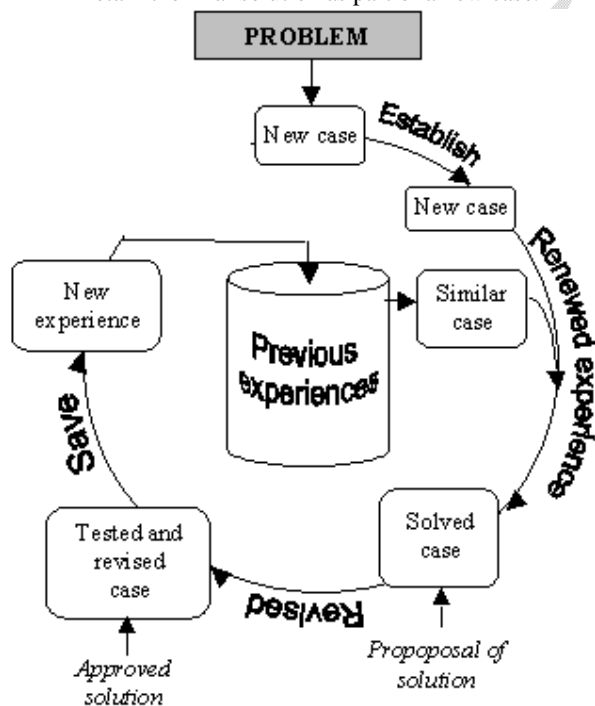 PROBLEM
New case
Establish
New case
Renewed experience
Similar
case
Previous
experiences
New
experience
Save
Solved
case
Tested and
revised
case
Revised
Propoposal of
solution
Approved
solution